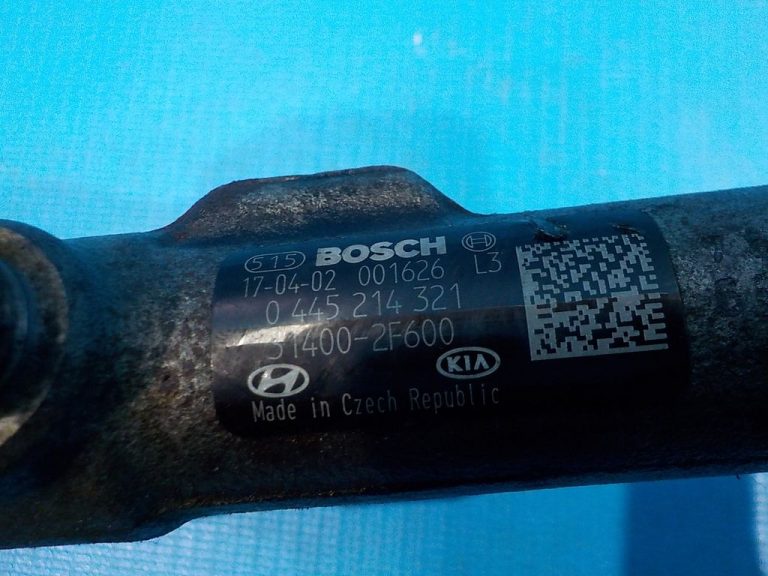 515 BOSCH
17-04-02 001626 L3
0 445 214 321
31400-2F600
KIA
Made in Czech Republic